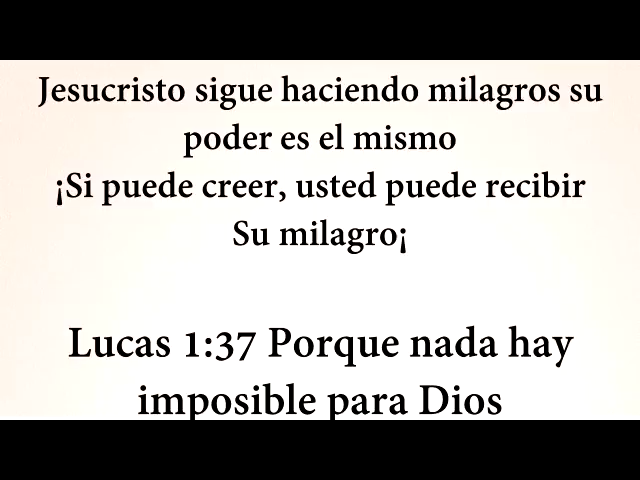 Jesucristo sigue haciendo milagros su
poder es el mismo
¡Si puede creer, usted puede recibir
Su milagro¡
Lucas 1:37 Porque nada hay
imposible para Dios